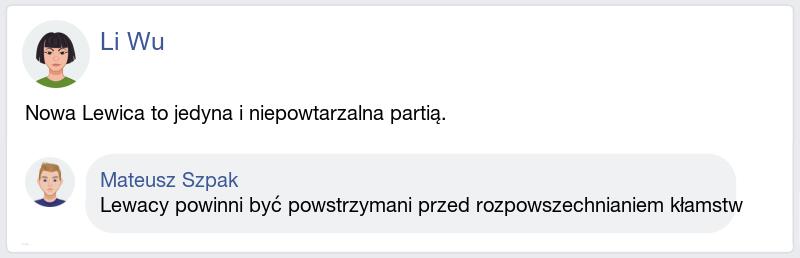 Li Wu
Nowa Lewica to jedyna i niepowtarzalna partią.
Mateusz Szpak
Lewacy powinni być powstrzymani przed rozpowszechnianiem kłamstw